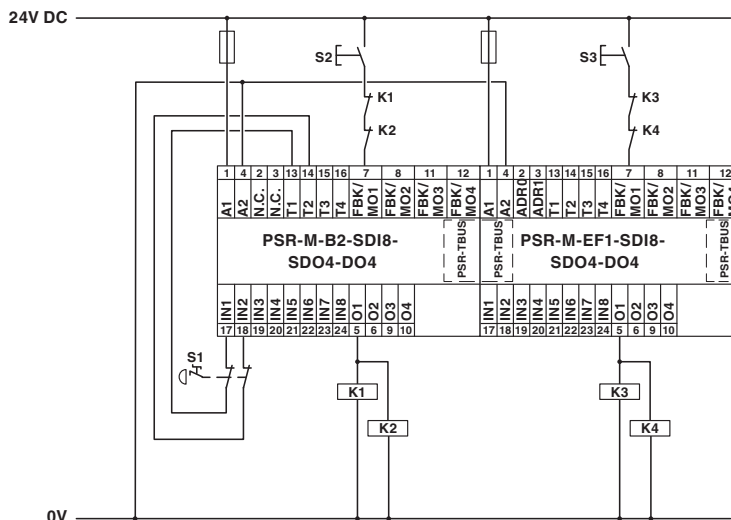 24V DC
S2
S3
K1
K3
K2
K4
1 4 2 3 13 14 15 16 7 8 11 12 1 4 2 3 13 14 15 16 7 8 11 12
A1 A2 N.C. N.C. T1 T2 T3 T4 FBK/MO1 FBK/MO2 FBK/MO3 FBK/MO4 A1 A2 ADR0 ADR1 T1 T2 T3 T4 FBK/MO1 FBK/MO2 FBK/MO3
PSR-M-B2-SDI8-
SDO4-DO4
PSR-TBUS
PSR-TBUS
PSR-M-EF1-SDI8-
SDO4-DO4
PSR-TBUS
IN1 IN2 IN3 IN4 IN5 IN6 IN7 IN8 O1 O2 O3 O4 IN1 IN2 IN3 IN4 IN5 IN6 IN7 IN8 O1 O2 O3 O4
17 18 19 20 21 22 23 24 5 6 9 10 17 18 19 20 21 22 23 24 5 6 9 10
S1
K1
K3
K2
K4
0V